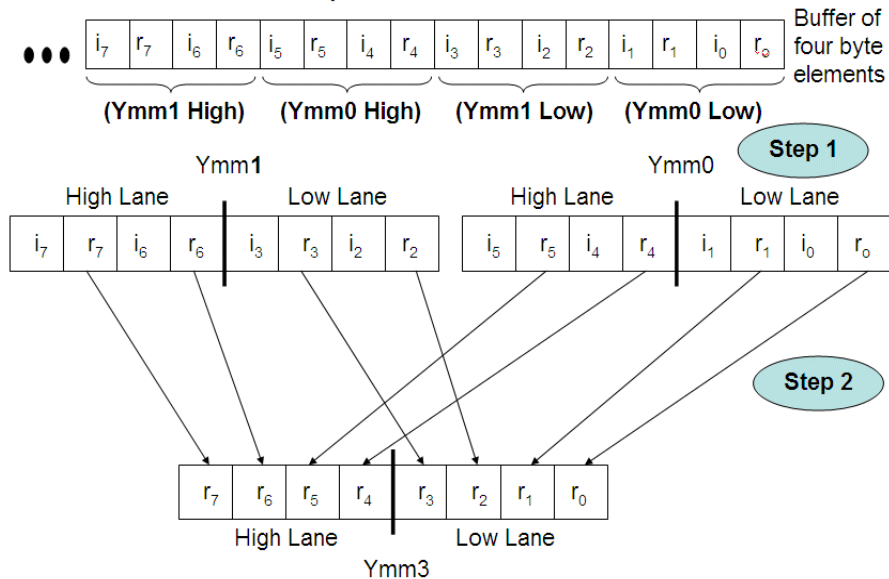 ••• i7 r7 i6 r6 i5 r5 i4 r4 i3 r3 i2 r2 i1 r1 i0 ro
Buffer of
four byte
elements
(Ymm1 High) (Ymm0 High) (Ymm1 Low) (Ymm0 Low)
Step 1
Ymm1 Ymm0
High Lane Low Lane High Lane Low Lane
i7 r7 i6 r6 i3 r3 i2 r2 i5 r5 i4 r4 i1 r1 i0 ro
Step 2
r7 r6 r5 r4 r3 r2 r1 r0
High Lane Low Lane
Ymm3